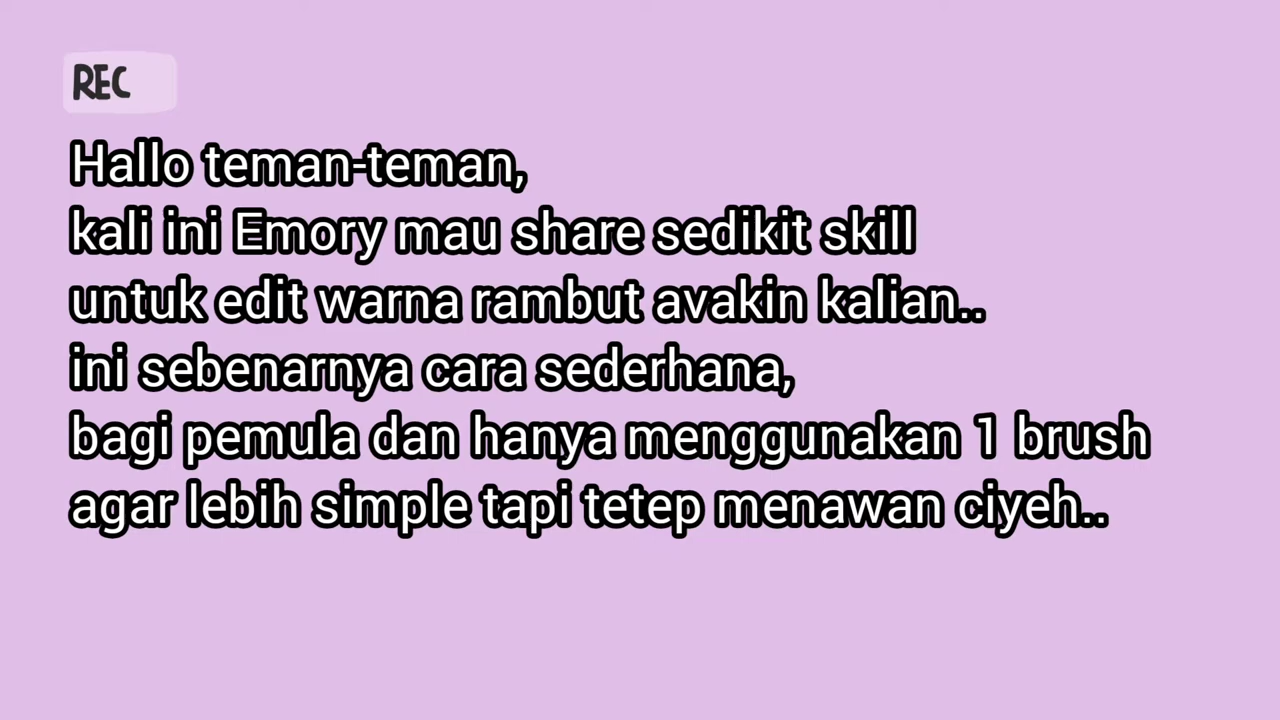 REC
Hallo teman-teman,
kali ini Emory mau share sedikit skill
untuk edit warna rambut avakin kalian..
ini sebenarnya cara sederhana,
bagi pemula dan hanya menggunakan 1 brush
agar lebih simple tapi tetep menawan ciyeh..